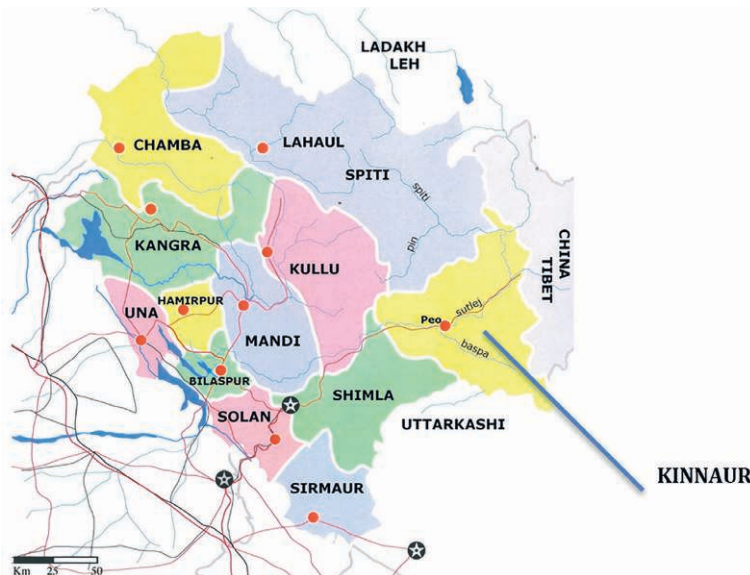 LADAKH
LEH
CHAMBA
LAHAUL
SPITI
spiti
pin
KANGRA
KULLU
CHINA
TIBET
HAMIRPUR
UNA
MANDI
Peo
sutlej
baspa
BILASPUR
SHIMLA
SOLAN
UTTARKASHI
KINNAUR
SIRMAUR
Km 25 50